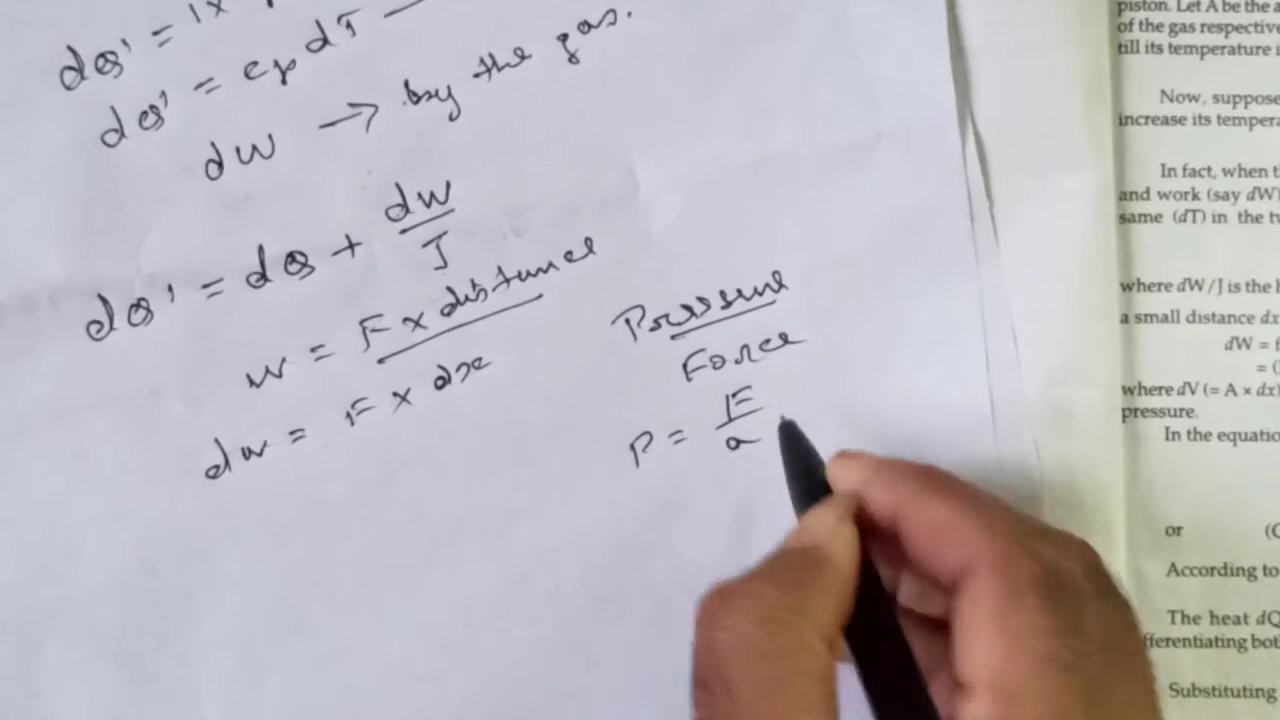 dQ' = 1 ×
dQ' = Cp dT —
dW → by the gas.
dQ' = dQ + dW/J
W = F × distance
dW = F × dx
Pressure
Force
P = F/a
piston. Let A be the a
of the gas respective
till its temperature i
Now, suppose
increase its tempera
In fact, when t
and work (say dW)
same (dT) in the tw
where dW/J is the h
a small distance dx
dW = f
= (
where dV (= A × dx)
pressure.
In the equatio
or (C
According to
The heat dQ
fferentiating bot
Substituting